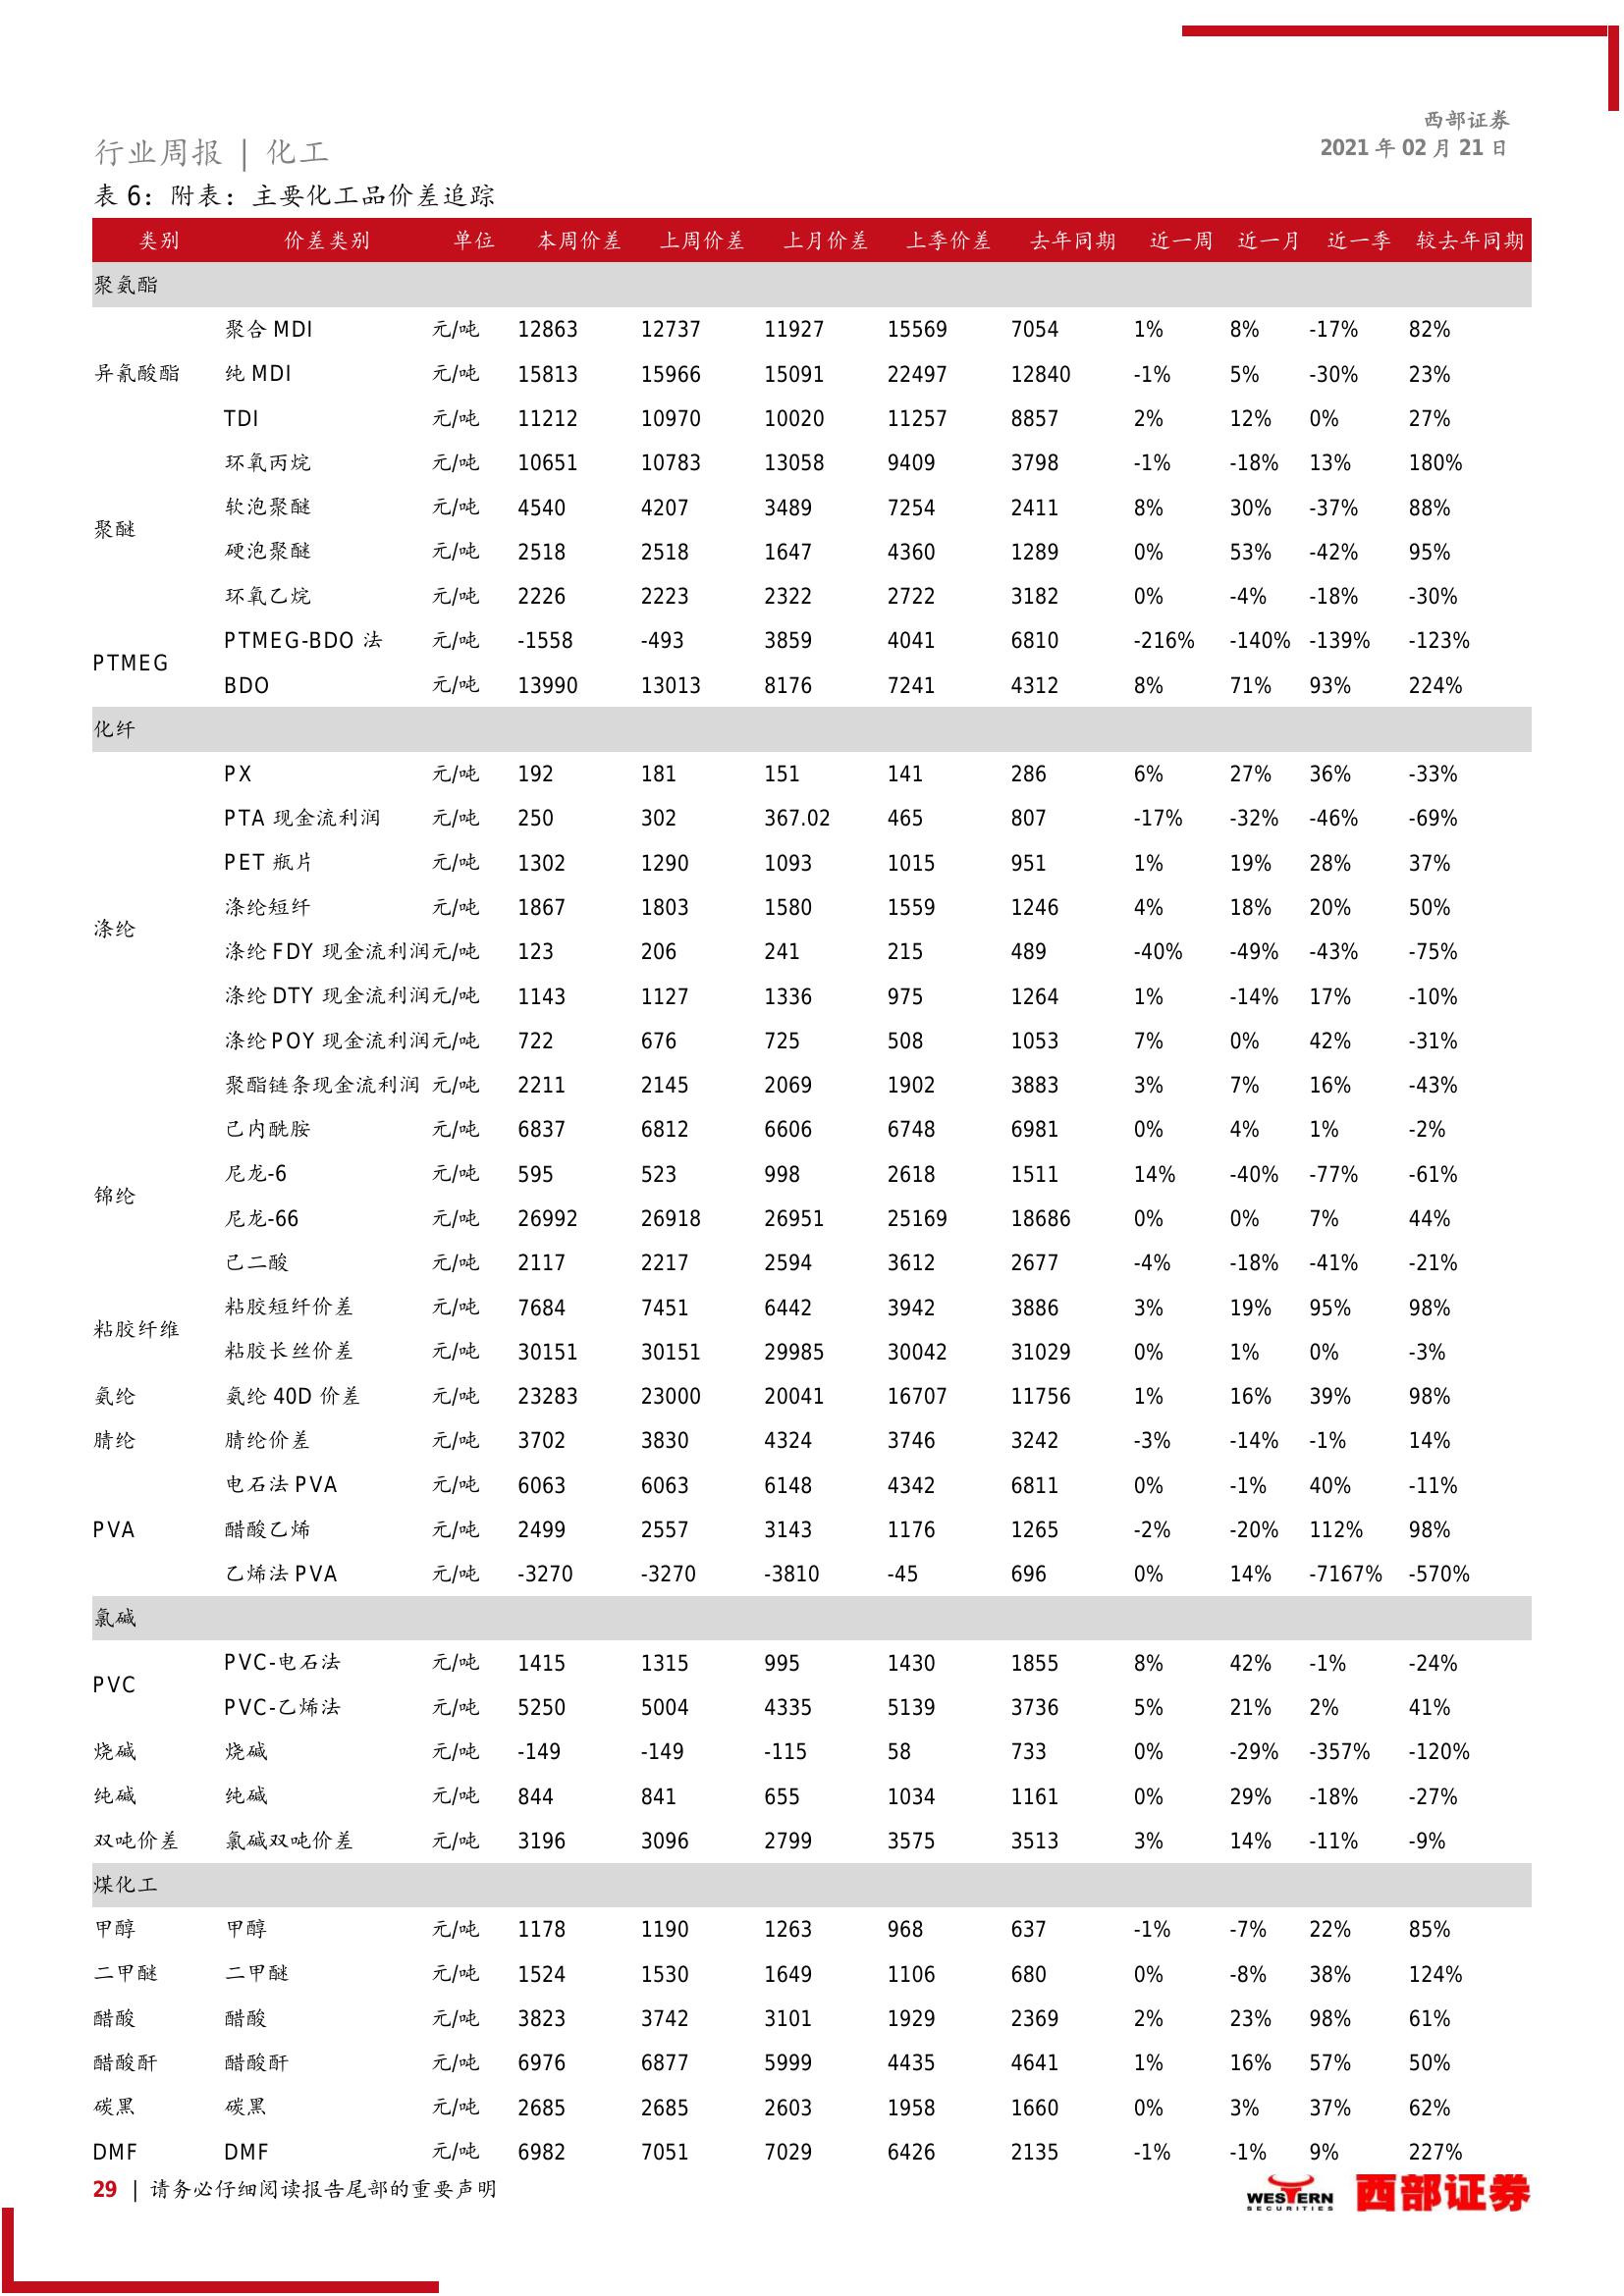 西部证券
2021 年 02 月 21 日
行业周报 | 化工
表 6：附表：主要化工品价差追踪
类别 价差类别 单位 本周价差 上周价差 上月价差 上季价差 去年同期 近一周 近一月 近一季 较去年同期
聚氨酯
聚合 MDI 元/吨 12863 12737 11927 15569 7054 1% 8% -17% 82%
异氰酸酯 纯 MDI 元/吨 15813 15966 15091 22497 12840 -1% 5% -30% 23%
TDI 元/吨 11212 10970 10020 11257 8857 2% 12% 0% 27%
环氧丙烷 元/吨 10651 10783 13058 9409 3798 -1% -18% 13% 180%
软泡聚醚 元/吨 4540 4207 3489 7254 2411 8% 30% -37% 88%
聚醚
硬泡聚醚 元/吨 2518 2518 1647 4360 1289 0% 53% -42% 95%
环氧乙烷 元/吨 2226 2223 2322 2722 3182 0% -4% -18% -30%
PTMEG-BDO 法 元/吨 -1558 -493 3859 4041 6810 -216% -140% -139% -123%
PTMEG
BDO 元/吨 13990 13013 8176 7241 4312 8% 71% 93% 224%
化纤
PX 元/吨 192 181 151 141 286 6% 27% 36% -33%
PTA 现金流利润 元/吨 250 302 367.02 465 807 -17% -32% -46% -69%
PET 瓶片 元/吨 1302 1290 1093 1015 951 1% 19% 28% 37%
涤纶短纤 元/吨 1867 1803 1580 1559 1246 4% 18% 20% 50%
涤纶
涤纶 FDY 现金流利润 元/吨 123 206 241 215 489 -40% -49% -43% -75%
涤纶 DTY 现金流利润 元/吨 1143 1127 1336 975 1264 1% -14% 17% -10%
涤纶 POY 现金流利润 元/吨 722 676 725 508 1053 7% 0% 42% -31%
聚酯链条现金流利润 元/吨 2211 2145 2069 1902 3883 3% 7% 16% -43%
己内酰胺 元/吨 6837 6812 6606 6748 6981 0% 4% 1% -2%
尼龙-6 元/吨 595 523 998 2618 1511 14% -40% -77% -61%
锦纶
尼龙-66 元/吨 26992 26918 26951 25169 18686 0% 0% 7% 44%
己二酸 元/吨 2117 2217 2594 3612 2677 -4% -18% -41% -21%
粘胶短纤价差 元/吨 7684 7451 6442 3942 3886 3% 19% 95% 98%
粘胶纤维
粘胶长丝价差 元/吨 30151 30151 29985 30042 31029 0% 1% 0% -3%
氨纶 氨纶 40D 价差 元/吨 23283 23000 20041 16707 11756 1% 16% 39% 98%
腈纶 腈纶价差 元/吨 3702 3830 4324 3746 3242 -3% -14% -1% 14%
电石法 PVA 元/吨 6063 6063 6148 4342 6811 0% -1% 40% -11%
PVA 醋酸乙烯 元/吨 2499 2557 3143 1176 1265 -2% -20% 112% 98%
乙烯法 PVA 元/吨 -3270 -3270 -3810 -45 696 0% 14% -7167% -570%
氯碱
PVC-电石法 元/吨 1415 1315 995 1430 1855 8% 42% -1% -24%
PVC
PVC-乙烯法 元/吨 5250 5004 4335 5139 3736 5% 21% 2% 41%
烧碱 烧碱 元/吨 -149 -149 -115 58 733 0% -29% -357% -120%
纯碱 纯碱 元/吨 844 841 655 1034 1161 0% 29% -18% -27%
双吨价差 氯碱双吨价差 元/吨 3196 3096 2799 3575 3513 3% 14% -11% -9%
煤化工
甲醇 甲醇 元/吨 1178 1190 1263 968 637 -1% -7% 22% 85%
二甲醚 二甲醚 元/吨 1524 1530 1649 1106 680 0% -8% 38% 124%
醋酸 醋酸 元/吨 3823 3742 3101 1929 2369 2% 23% 98% 61%
醋酸酐 醋酸酐 元/吨 6976 6877 5999 4435 4641 1% 16% 57% 50%
碳黑 碳黑 元/吨 2685 2685 2603 1958 1660 0% 3% 37% 62%
DMF DMF 元/吨 6982 7051 7029 6426 2135 -1% -1% 9% 227%
29 | 请务必仔细阅读报告尾部的重要声明
WESTERN SECURITIES 西部证券